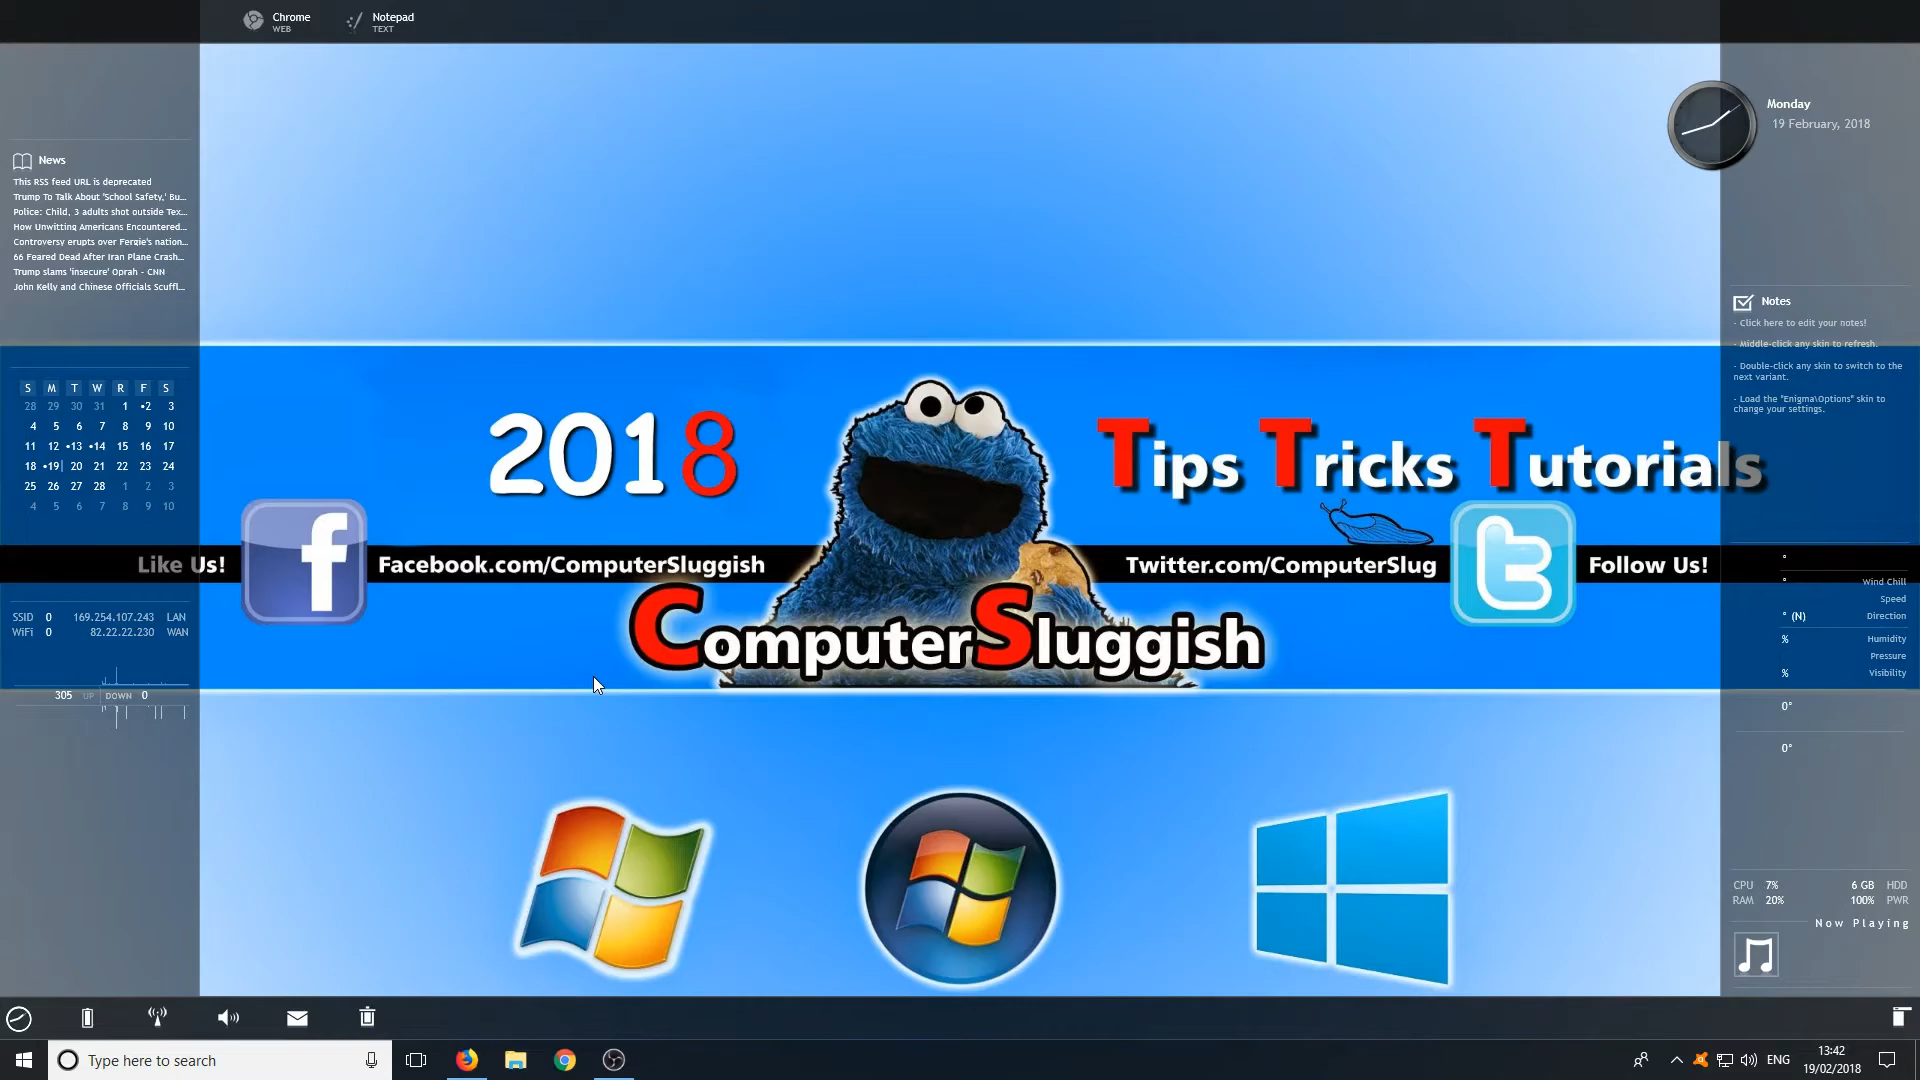 Chrome
WEB
Notepad
TEXT
Monday
19 February, 2018
News
This RSS feed URL is deprecated
Trump To Talk About 'School Safety,' Bu...
Police: Child, 3 adults shot outside Tex...
How Unwitting Americans Encountered...
Controversy erupts over Fergie's nation...
66 Feared Dead After Iran Plane Crash...
Trump slams 'insecure' Oprah - CNN
John Kelly and Chinese Officials Scuffl...
Notes
- Click here to edit your notes!
- Middle-click any skin to refresh.
- Double-click any skin to switch to the
next variant.
- Load the "Enigma\Options" skin to
change your settings.
S M T W R F S
28 29 30 31 1 •2 3
4 5 6 7 8 9 10
11 12 •13 •14 15 16 17
18 •19 20 21 22 23 24
25 26 27 28 1 2 3
4 5 6 7 8 9 10
2018
Tips Tricks Tutorials
Like Us!
Facebook.com/ComputerSluggish
Twitter.com/ComputerSlug
Follow Us!
ComputerSluggish
SSID 0 169.254.107.243 LAN
WiFi 0 82.22.22.230 WAN
305 UP DOWN 0
°
° Wind Chill
Speed
° (N) Direction
% Humidity
Pressure
% Visibility
0°
0°
CPU 7% 6 GB HDD
RAM 20% 100% PWR
Now Playing
Type here to search
ENG
13:42
19/02/2018